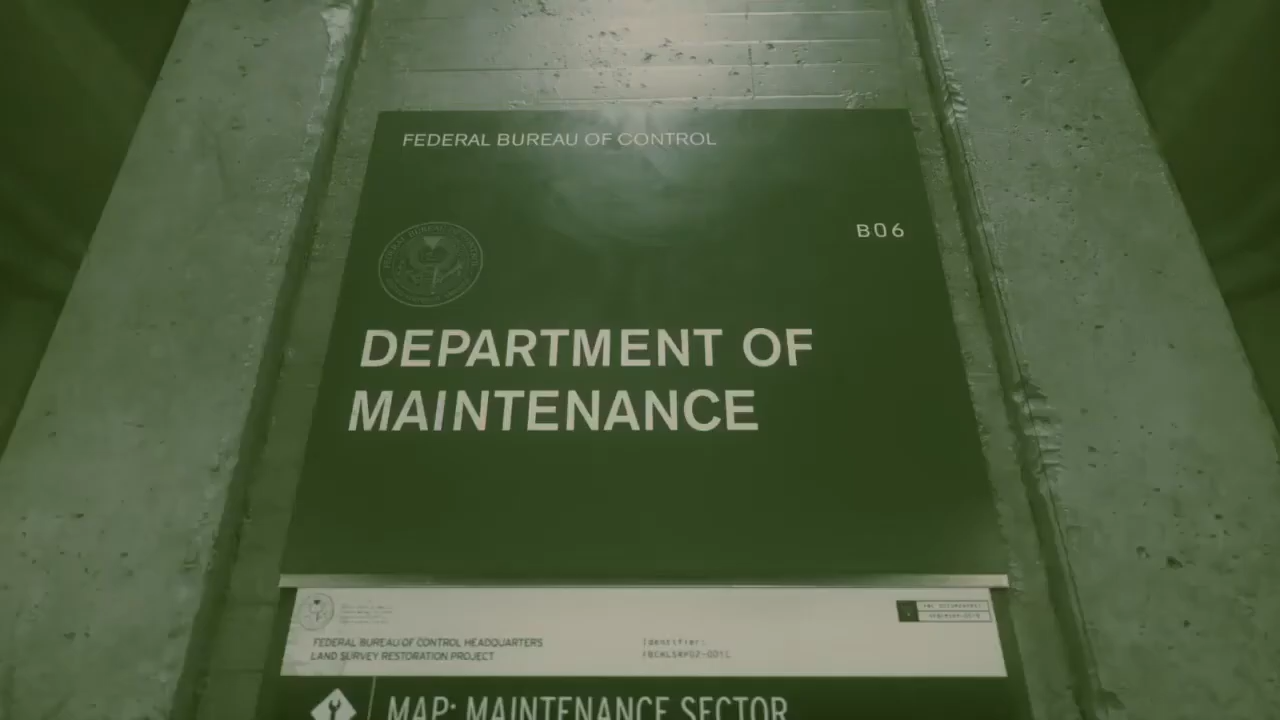 FEDERAL BUREAU OF CONTROL
B06
DEPARTMENT OF
MAINTENANCE
FEDERAL BUREAU OF CONTROL HEADQUARTERS
LAND SURVEY RESTORATION PROJECT
Identifier:
MAP: MAINTENANCE SECTOR